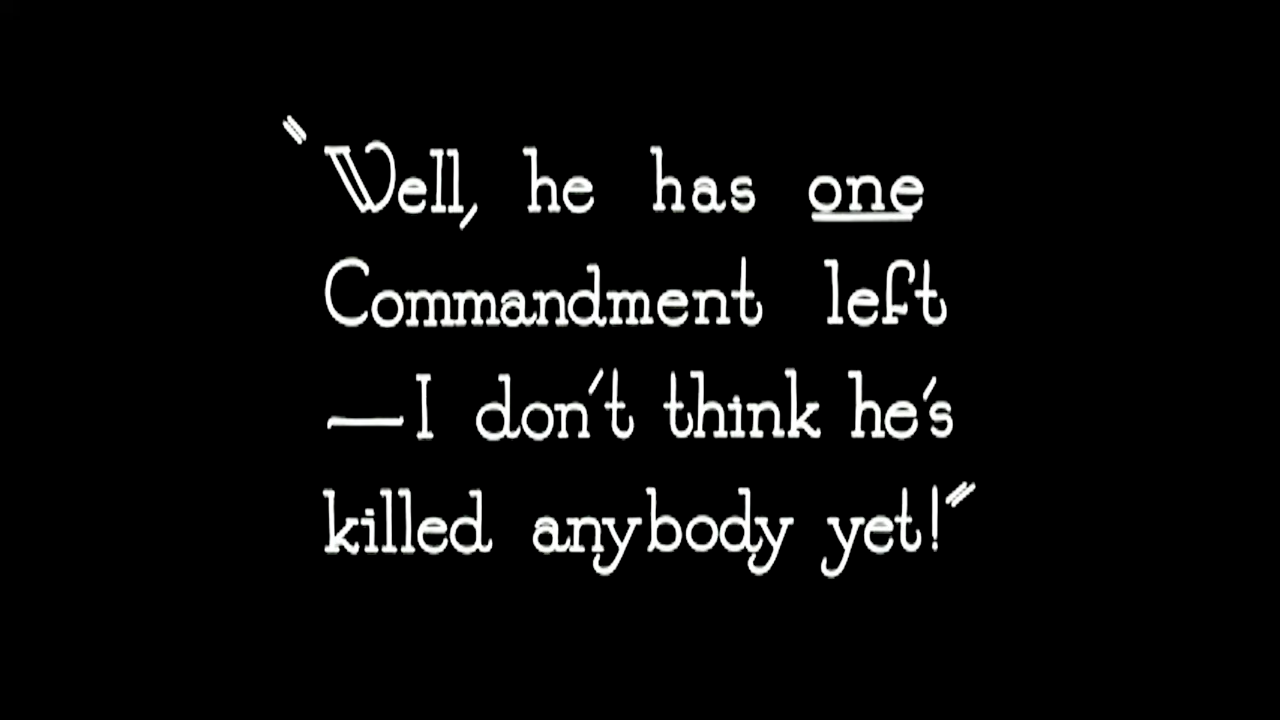 "Well, he has one
Commandment left
—I don't think he's
killed anybody yet!"